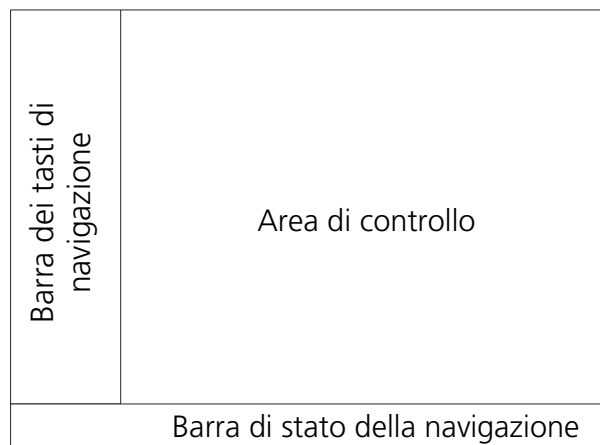 Barra dei tasti di
navigazione
Area di controllo
Barra di stato della navigazione